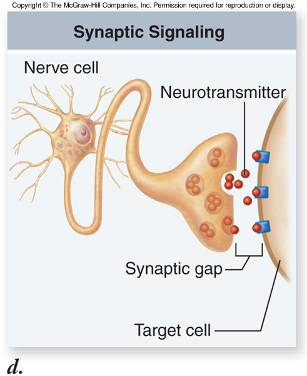 Copyright © The McGraw-Hill Companies, Inc. Permission required for reproduction or display.
Synaptic Signaling
Nerve cell
Neurotransmitter
Synaptic gap
Target cell
d.